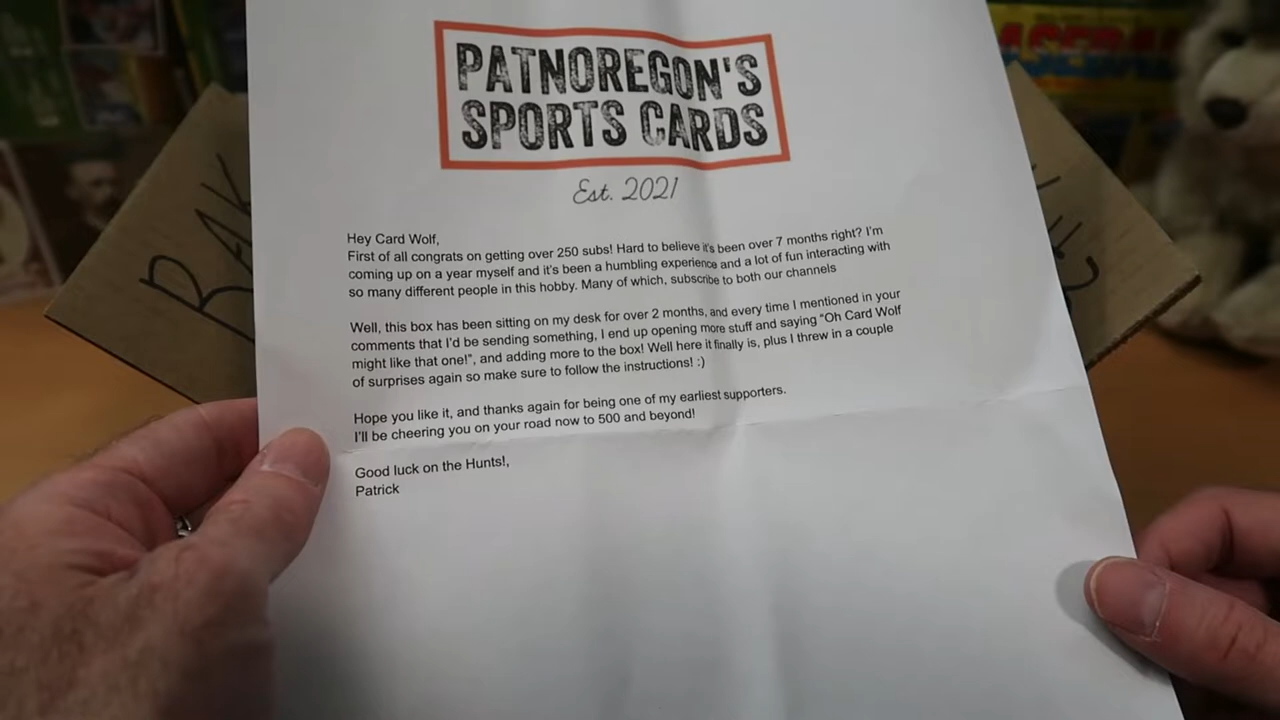 PATNOREGON'S
SPORTS CARDS
Est. 2021
Hey Card Wolf,
First of all congrats on getting over 250 subs! Hard to believe it's been over 7 months right? I'm
coming up on a year myself and it's been a humbling experience and a lot of fun interacting with
so many different people in this hobby. Many of which, subscribe to both our channels
Well, this box has been sitting on my desk for over 2 months, and every time I mentioned in your
comments that I'd be sending something, I end up opening more stuff and saying "Oh Card Wolf
might like that one!", and adding more to the box! Well here it finally is, plus I threw in a couple
of surprises again so make sure to follow the instructions! :)
Hope you like it, and thanks again for being one of my earliest supporters.
I'll be cheering you on your road now to 500 and beyond!
Good luck on the Hunts!,
Patrick